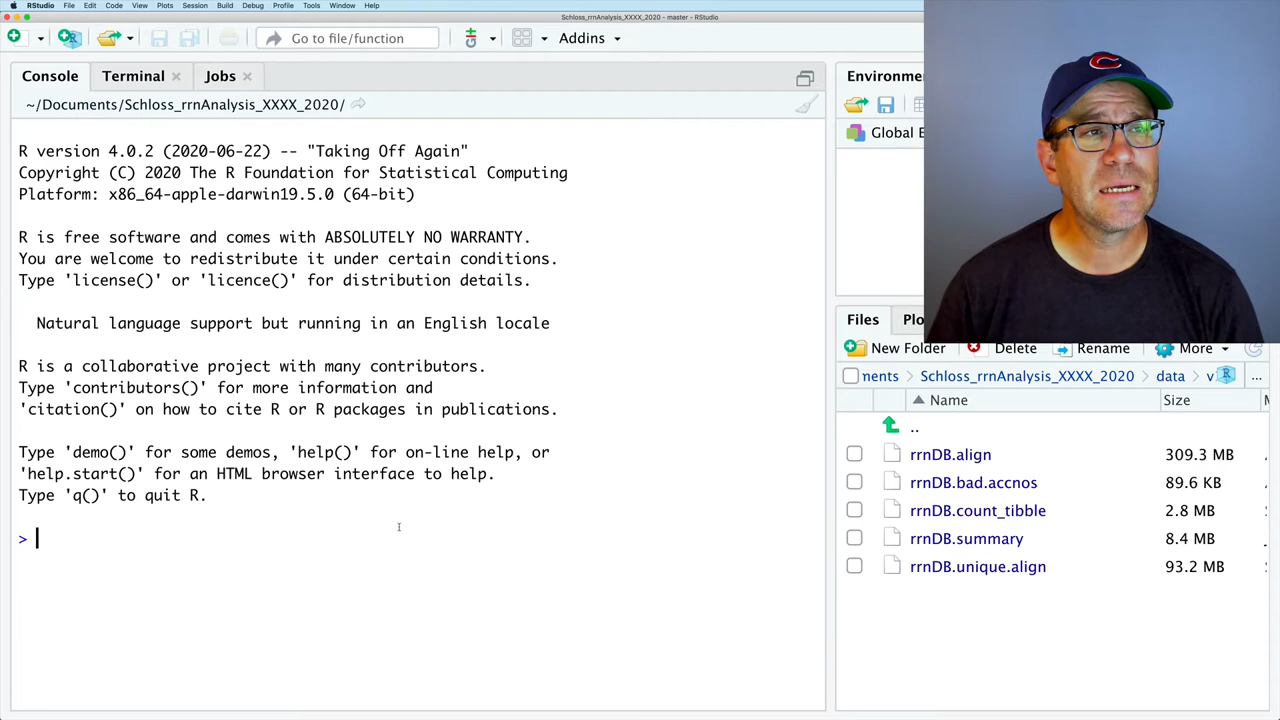 RStudio File Edit Code View Plots Session Build Debug Profile Tools Window Help
Schloss_rrnAnalysis_XXXX_2020 - master - RStudio
Go to file/function
Addins
Console Terminal Jobs
~/Documents/Schloss_rrnAnalysis_XXXX_2020/
R version 4.0.2 (2020-06-22) -- "Taking Off Again"
Copyright (C) 2020 The R Foundation for Statistical Computing
Platform: x86_64-apple-darwin19.5.0 (64-bit)
R is free software and comes with ABSOLUTELY NO WARRANTY.
You are welcome to redistribute it under certain conditions.
Type 'license()' or 'licence()' for distribution details.
Natural language support but running in an English locale
R is a collaborative project with many contributors.
Type 'contributors()' for more information and
'citation()' on how to cite R or R packages in publications.
Type 'demo()' for some demos, 'help()' for on-line help, or
'help.start()' for an HTML browser interface to help.
Type 'q()' to quit R.
>
Environmer
Global E
C
Files Plo
New Folder Delete Rename More
ments > Schloss_rrnAnalysis_XXXX_2020 > data > v ...
Name Size
..
rrnDB.align 309.3 MB
rrnDB.bad.accnos 89.6 KB
rrnDB.count_tibble 2.8 MB
rrnDB.summary 8.4 MB
rrnDB.unique.align 93.2 MB